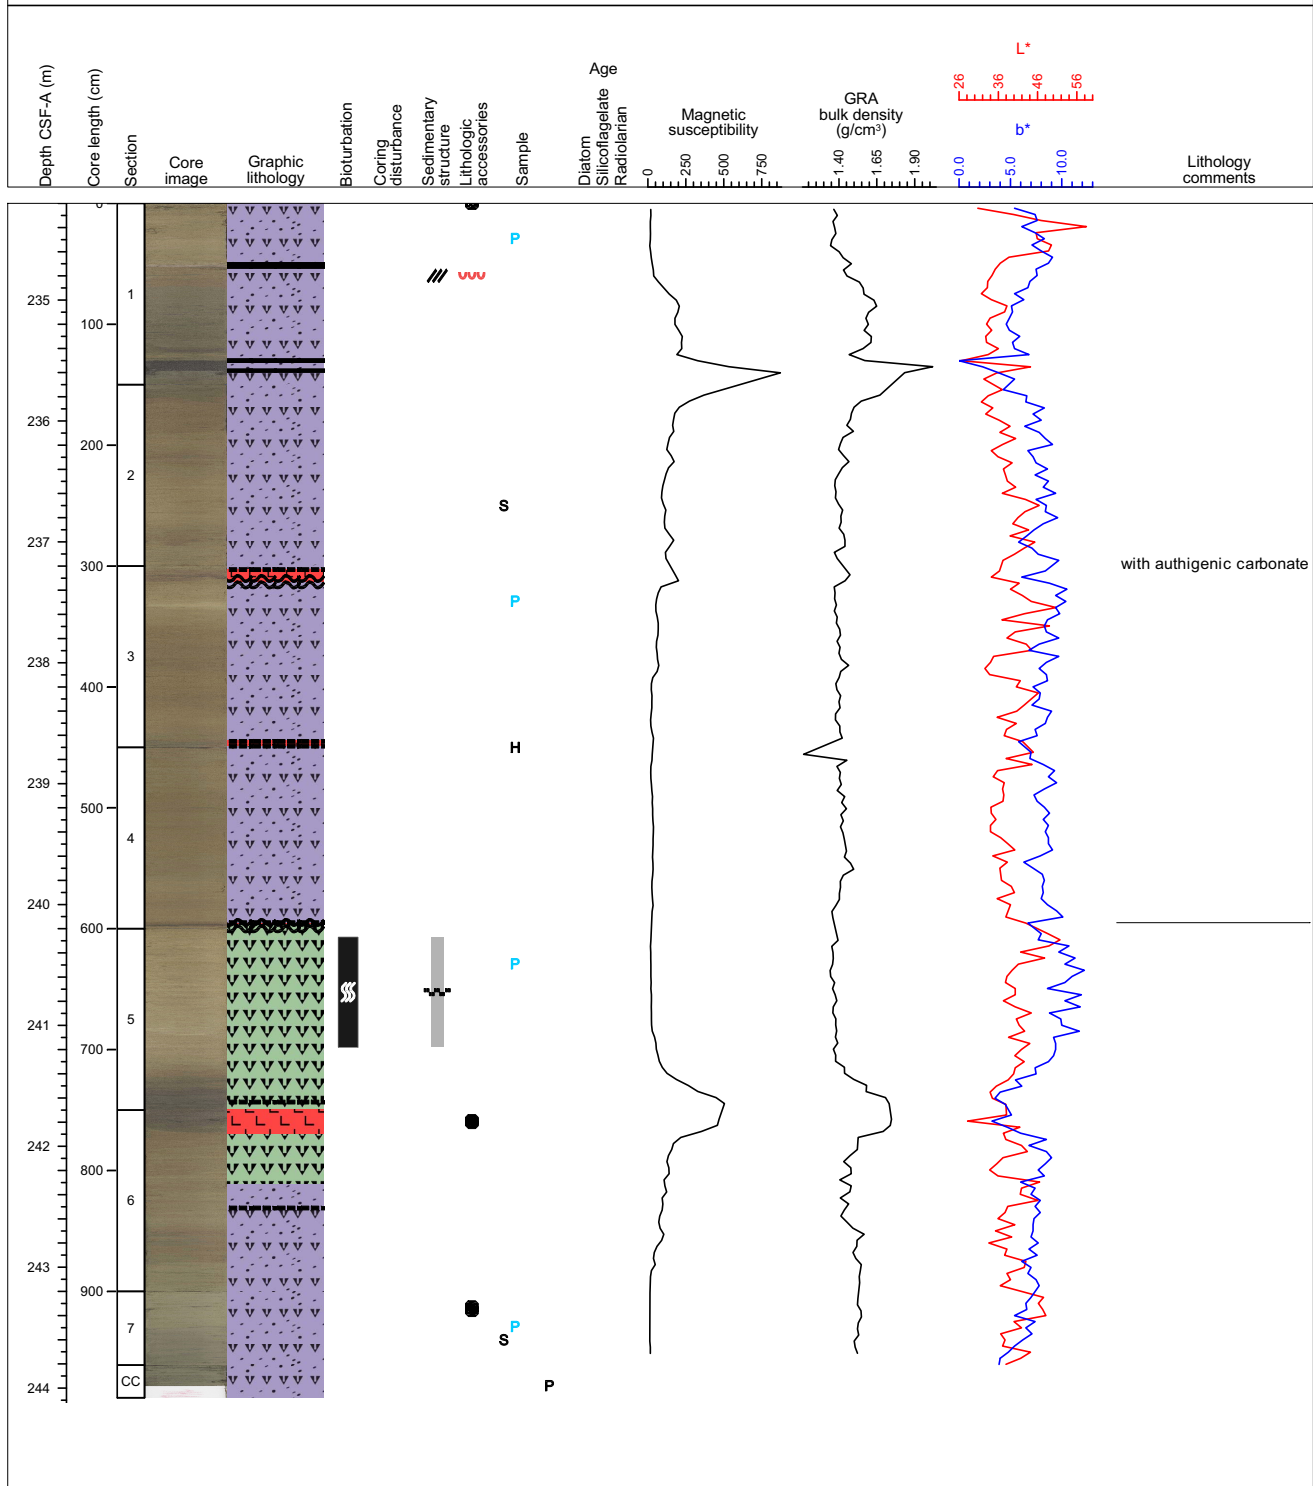 Depth CSF-A (m)
Core length (cm)
Section
Core
image
Graphic
lithology
Bioturbation
Coring
disturbance
Sedimentary
structure
Lithologic
accessories
Sample
Age
Diatom
Silicoflagelate
Radiolarian
Magnetic
susceptibility
0
250
500
750
GRA
bulk density
(g/cm³)
1.40
1.65
1.90
L*
26
36
46
56
b*
0.0
5.0
10.0
Lithology
comments
0
P
1
235
100
236
200
2
S
237
300
with authigenic carbonate
P
3
238
400
H
239
500
4
240
600
P
5
241
700
242
800
6
243
900
7
P
S
CC
P
244